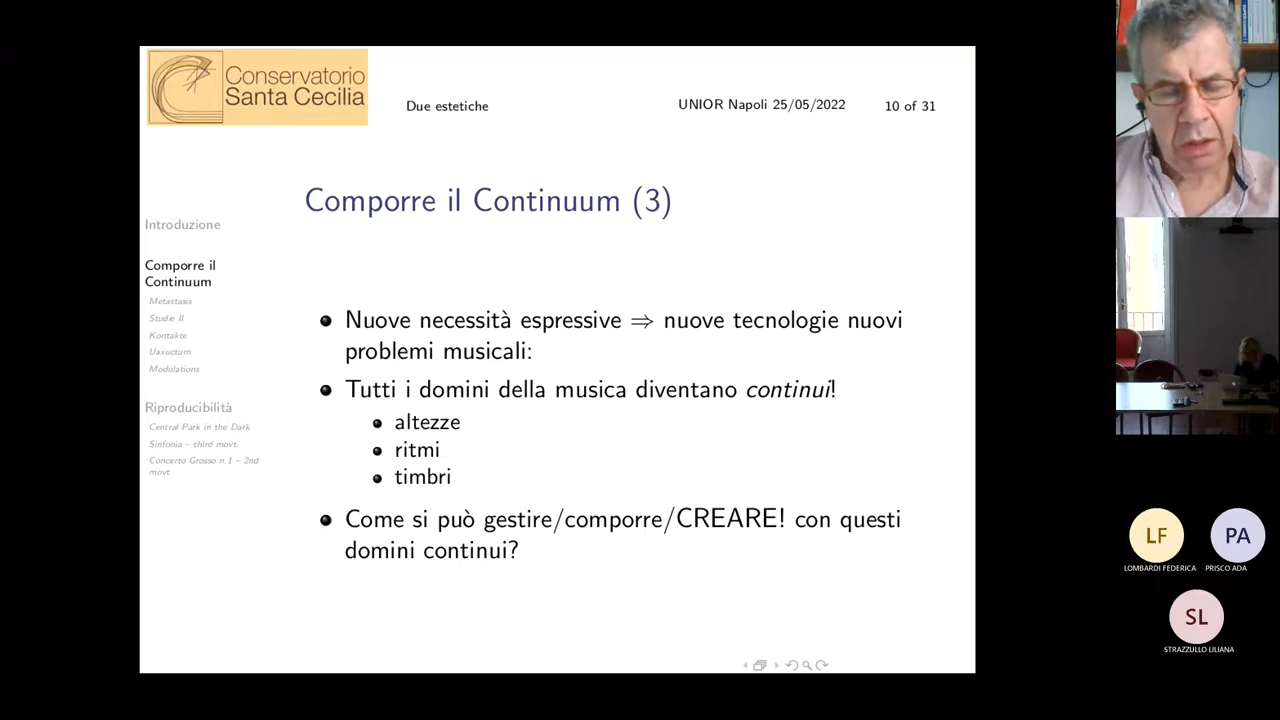 Conservatorio
Santa Cecilia
Due estetiche
UNIOR Napoli 25/05/2022
10 of 31
Comporre il Continuum (3)
Introduzione
Comporre il
Continuum
Metastasis
Studie II
Kontakte
Uaxuctum
Modulations
Riproducibilità
Central Park in the Dark
Sinfonia – third movt.
Concerto Grosso n.1 – 2nd
movt
Nuove necessità espressive ⇒ nuove tecnologie nuovi
problemi musicali:
Tutti i domini della musica diventano continui!
altezze
ritmi
timbri
Come si può gestire/comporre/CREARE! con questi
domini continui?
LF
LOMBARDI FEDERICA
PA
PRISCO ADA
SL
STRAZZULLO LILIANA